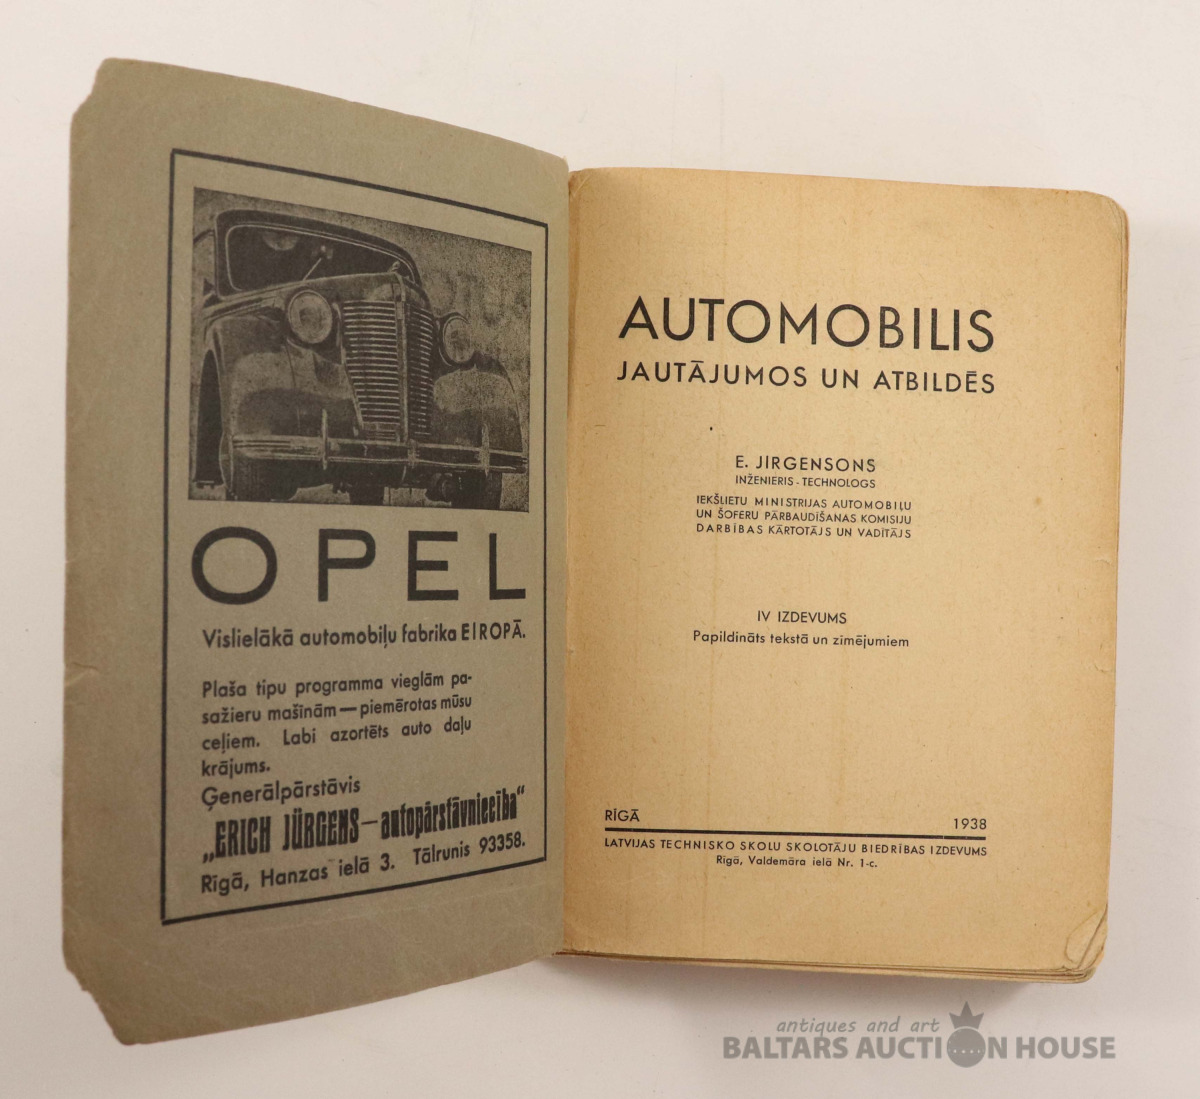 OPEL
Vislielākā automobiļu fabrika EIROPĀ.
Plaša tipu programma vieglām pa-
sažieru mašīnām — piemērotas mūsu
ceļiem. Labi azortēts auto daļu
krājums.
Ģenerālpārstāvis
„ERICH JÜRGENS — autopārstāvniecība"
Rīgā, Hanzas ielā 3. Tālrunis 93358.
AUTOMOBILIS
JAUTĀJUMOS UN ATBILDĒS
E. JIRGENSONS
INŽENIERIS - TECHNOLOGS
IEKŠLIETU MINISTRIJAS AUTOMOBIĻU
UN ŠOFERU PĀRBAUDĪŠANAS KOMISIJU
DARBĪBAS KĀRTOTĀJS UN VADĪTĀJS
IV IZDEVUMS
Papildināts tekstā un zīmējumiem
RĪGĀ 1938
LATVIJAS TECHNISKO SKOLU SKOLOTĀJU BIEDRĪBAS IZDEVUMS
Rīgā, Valdemāra ielā Nr. 1-c.
antiques and art
BALTARS AUCTION HOUSE